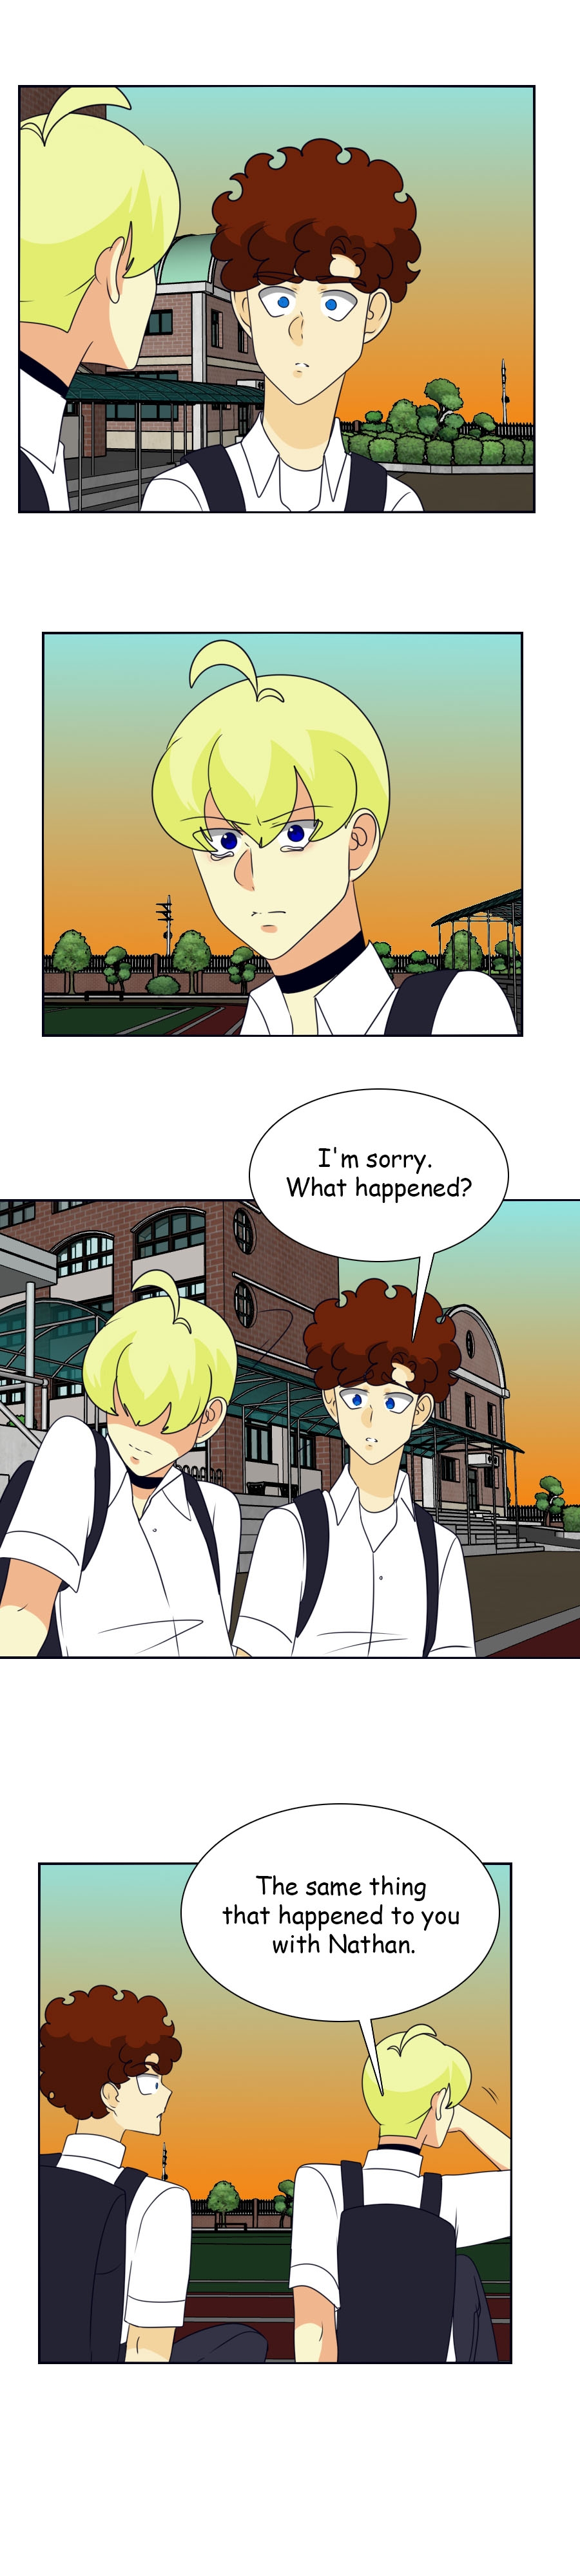 I'm sorry.
What happened?
The same thing
that happened to you
with Nathan.